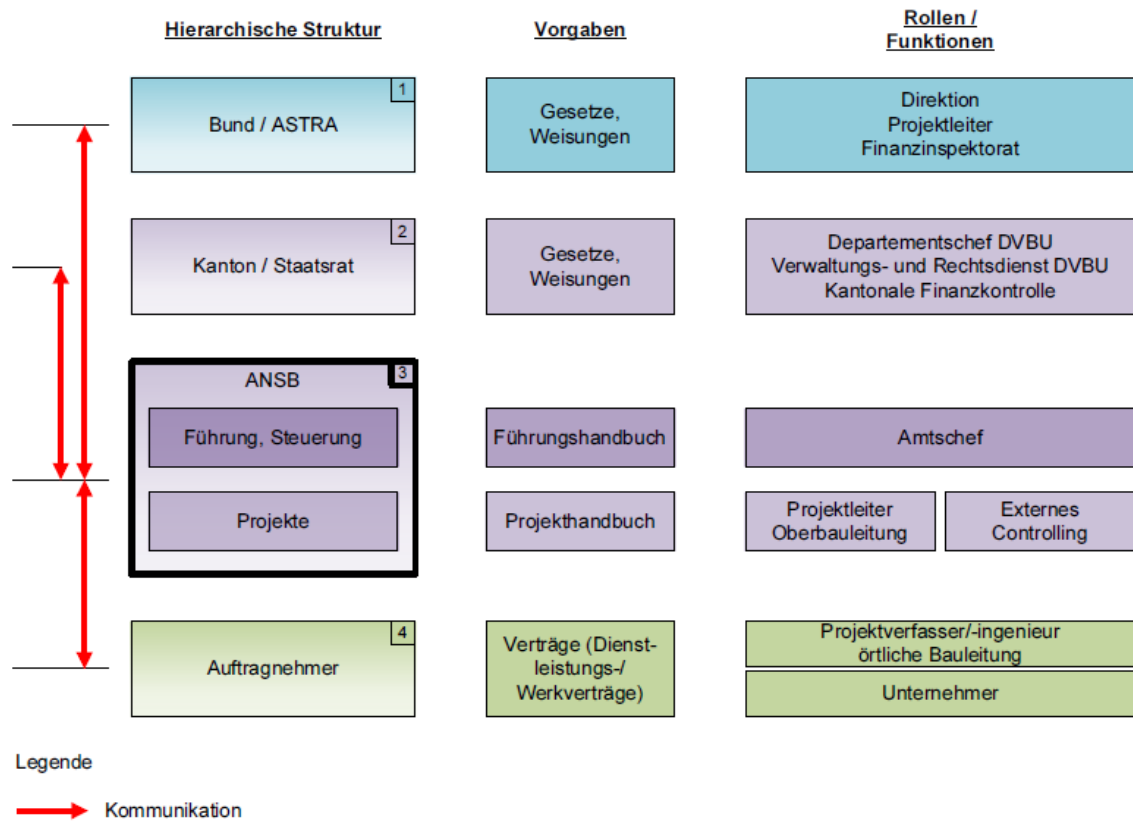 Hierarchische Struktur
Vorgaben
Rollen /
Funktionen
1
Bund / ASTRA
Gesetze,
Weisungen
Direktion
Projektleiter
Finanzinspektorat
2
Kanton / Staatsrat
Gesetze,
Weisungen
Departementschef DVBU
Verwaltungs- und Rechtsdienst DVBU
Kantonale Finanzkontrolle
3
ANSB
Führung, Steuerung
Führungshandbuch
Amtschef
Projekte
Projekthandbuch
Projektleiter
Oberbauleitung
Externes
Controlling
4
Auftragnehmer
Verträge (Dienst-
leistungs-/
Werkverträge)
Projektverfasser/-ingenieur
örtliche Bauleitung
Unternehmer
Legende
Kommunikation